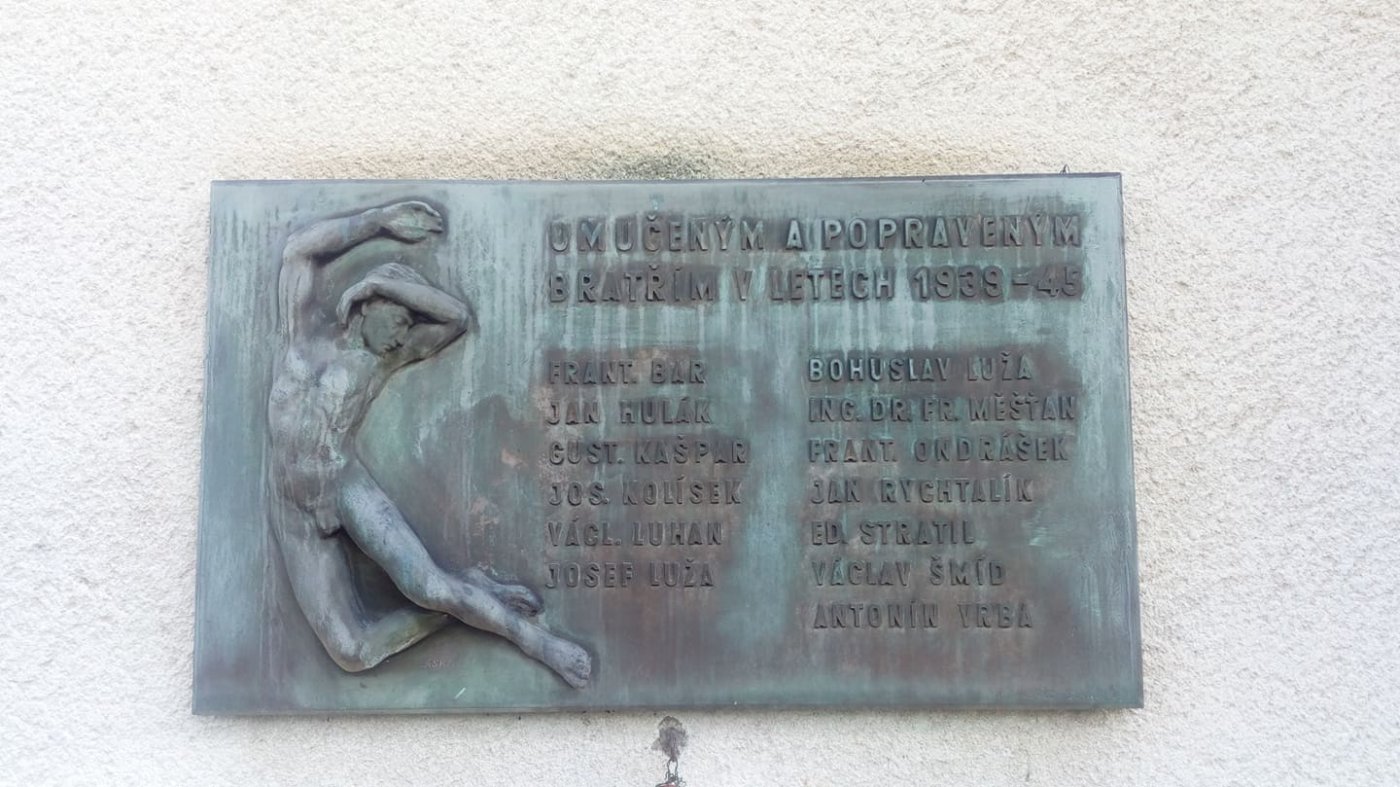 UMUČENÝM A POPRAVENÝM
BRATŘÍM V LETECH 1939-45
FRANT. BAR
JAN HULÁK
GUST. KAŠPAR
JOS. KOLÍSEK
VÁCL. LUHAN
JOSEF LUŽA
BOHUSLAV LUŽA
ING. DR. FR. MĚŠŤAN
FRANT. ONDRÁŠEK
JAN RYCHTALÍK
ED. STRATIL
VÁCLAV ŠMÍD
ANTONÍN VRBA